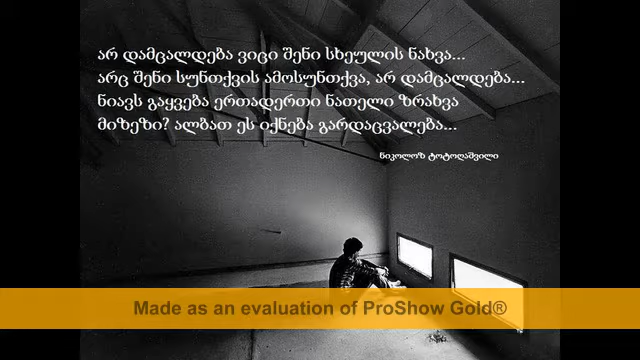 არ დამცალდება ვიცი შენი სხეულის ნახვა...
არც შენი სუნთქვის ამოსუნთქვა, არ დამცალდება...
ნიავს გაყვება ერთადერთი ნათელი ზრახვა
მიზეზი? ალბათ ეს იქნება გარდაცვალება...
ნიკოლოზ ტოტოღაშვილი
Made as an evaluation of ProShow Gold®